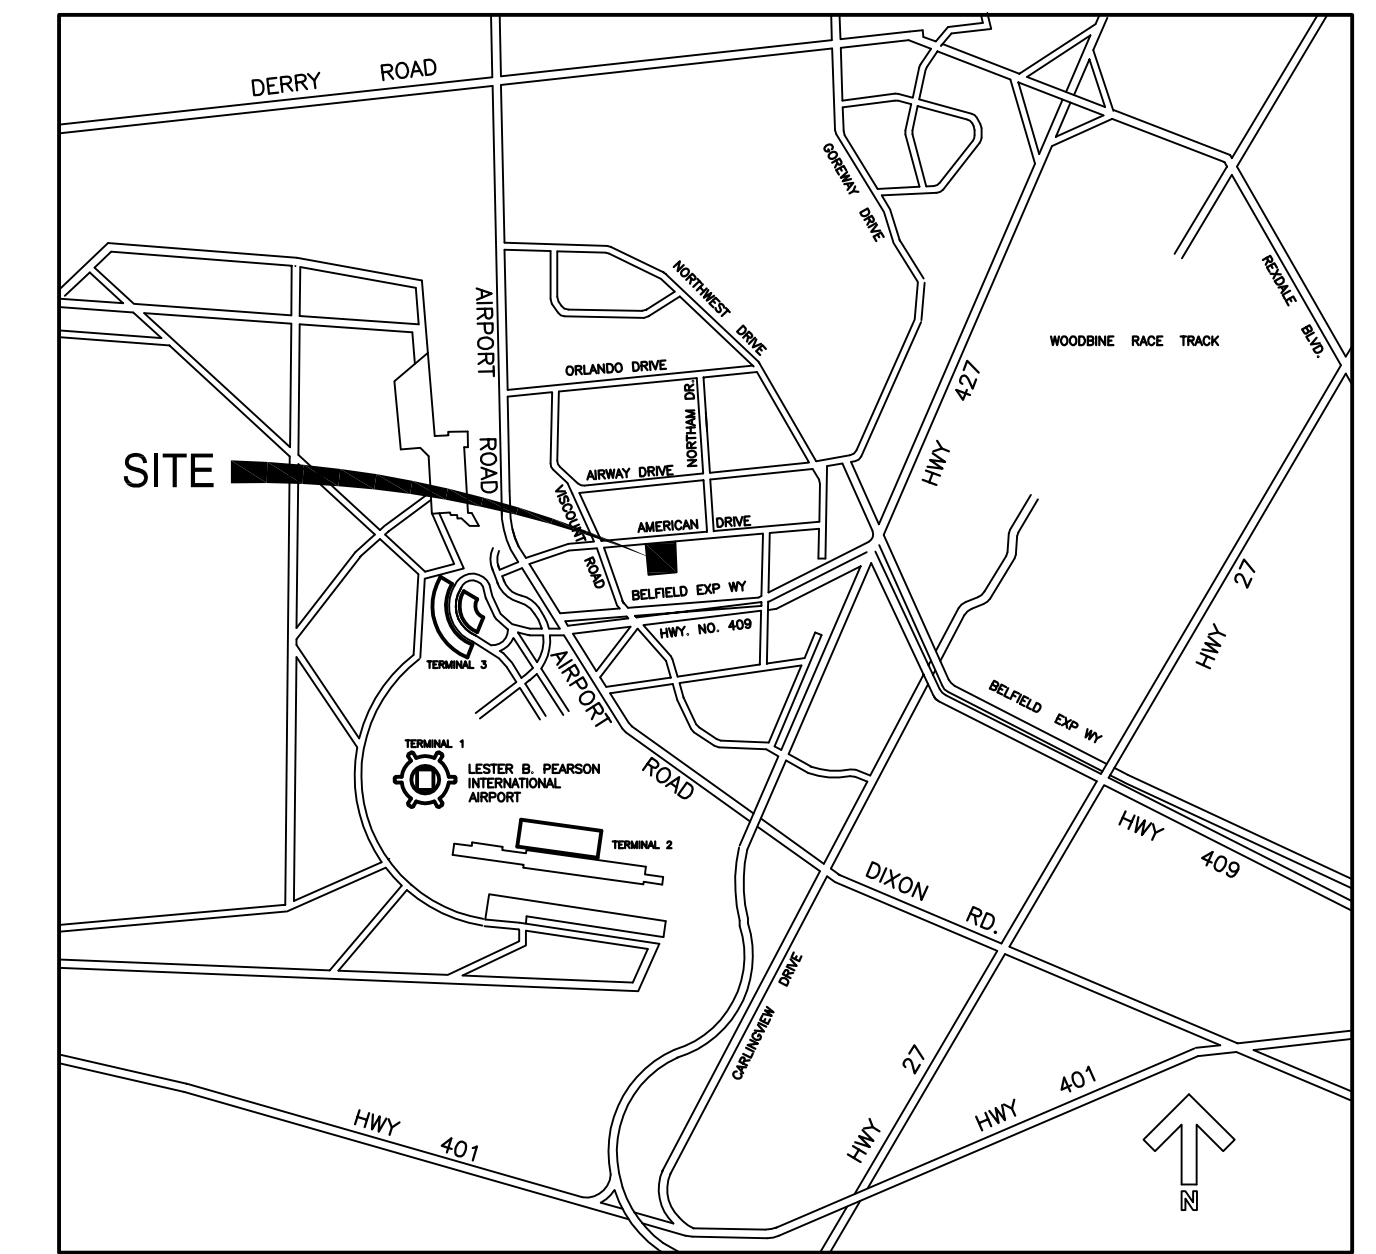 DERRY ROAD
GOREWAY DRIVE
NORTHWEST DRIVE
REXDALE BLVD.
AIRPORT ROAD
WOODBINE RACE TRACK
ORLANDO DRIVE
HWY 427
NORTHAM DR.
SITE
AIRWAY DRIVE
VISCOUNT ROAD
AMERICAN DRIVE
BELFIELD EXP WY
HWY 27
HWY. NO. 409
TERMINAL 3
AIRPORT ROAD
BELFIELD EXP WY
TERMINAL 1
LESTER B. PEARSON
INTERNATIONAL
AIRPORT
HWY 409
TERMINAL 2
DIXON RD.
CARLINGVIEW DRIVE
HWY 27
HWY 401
HWY 401
N